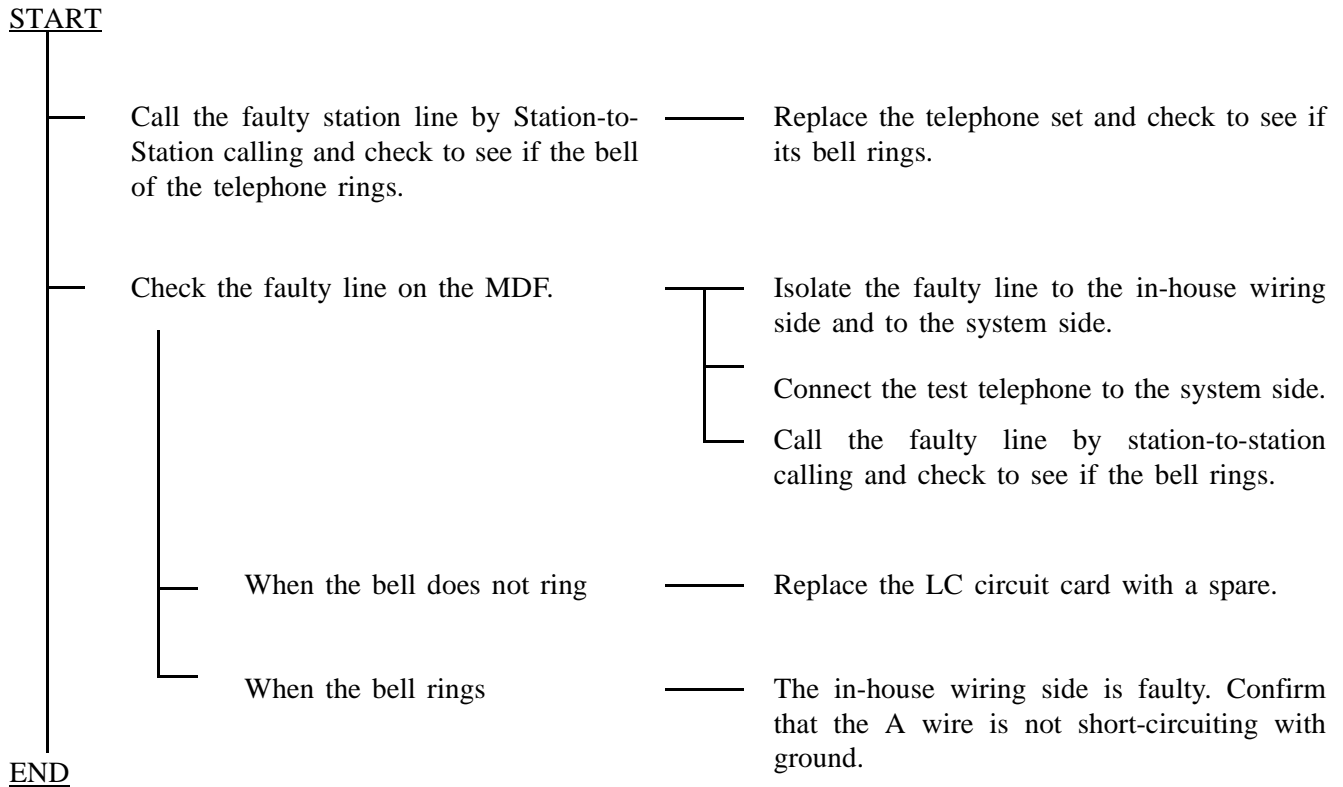 START
Call the faulty station line by Station-to-
Station calling and check to see if the bell
of the telephone rings.
Replace the telephone set and check to see if
its bell rings.
Check the faulty line on the MDF.
Isolate the faulty line to the in-house wiring
side and to the system side.
Connect the test telephone to the system side.
Call the faulty line by station-to-station
calling and check to see if the bell rings.
When the bell does not ring
Replace the LC circuit card with a spare.
When the bell rings
The in-house wiring side is faulty. Confirm
that the A wire is not short-circuiting with
ground.
END